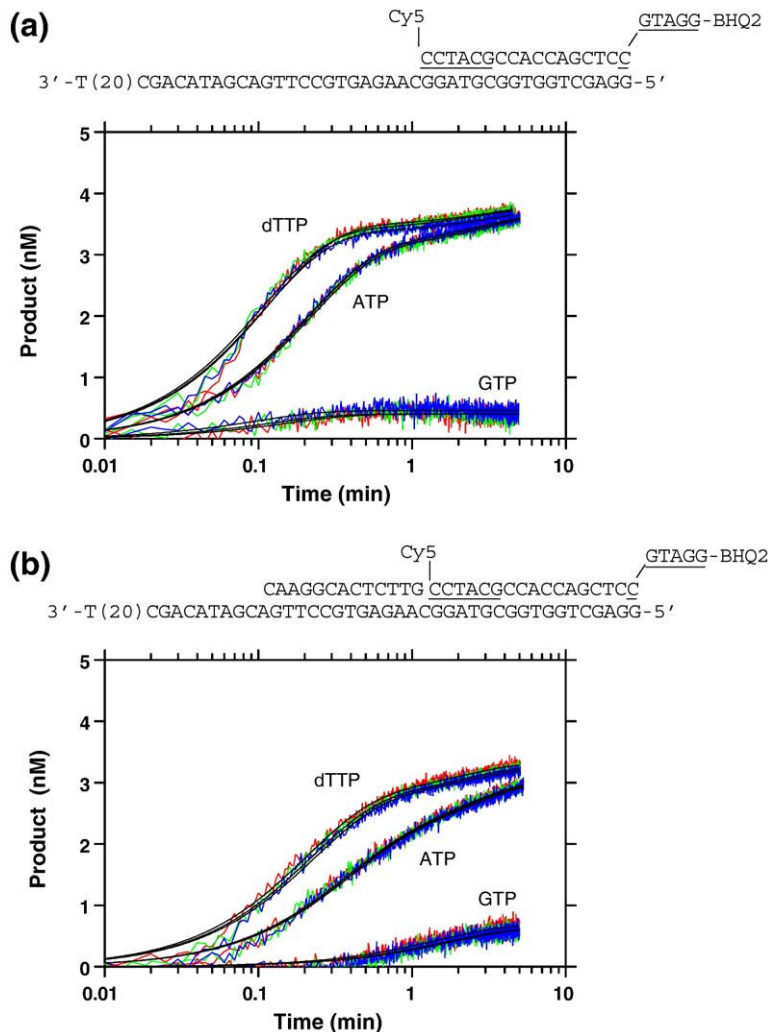 (a)
Cy5
GTAGG-BHQ2
CCTACGCCACCAGCTCC
3'-T(20)CGACATAGCAGTTCCGTGAGAACGGATGCGGTGGTCGAGG-5'
5
4
3
2
1
0
Product (nM)
dTTP
ATP
GTP
0.01
0.1
1
10
Time (min)
(b)
Cy5
GTAGG-BHQ2
CAAGGCACTCTTG CCTACGCCACCAGCTCC
3'-T(20)CGACATAGCAGTTCCGTGAGAACGGATGCGGTGGTCGAGG-5'
5
4
3
2
1
0
Product (nM)
dTTP
ATP
GTP
0.01
0.1
1
10
Time (min)